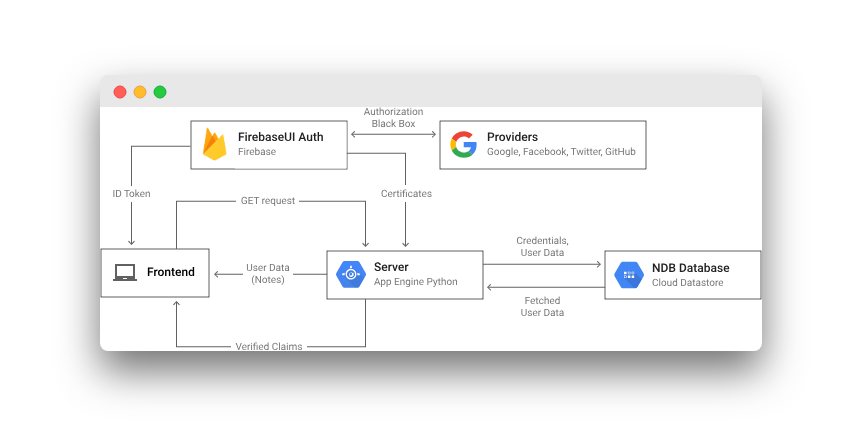 Authorization
Black Box
FirebaseUI Auth
Firebase
Providers
Google, Facebook, Twitter, GitHub
ID Token
Certificates
GET request
Credentials,
User Data
Frontend
User Data
(Notes)
Server
App Engine Python
NDB Database
Cloud Datastore
Fetched
User Data
Verified Claims